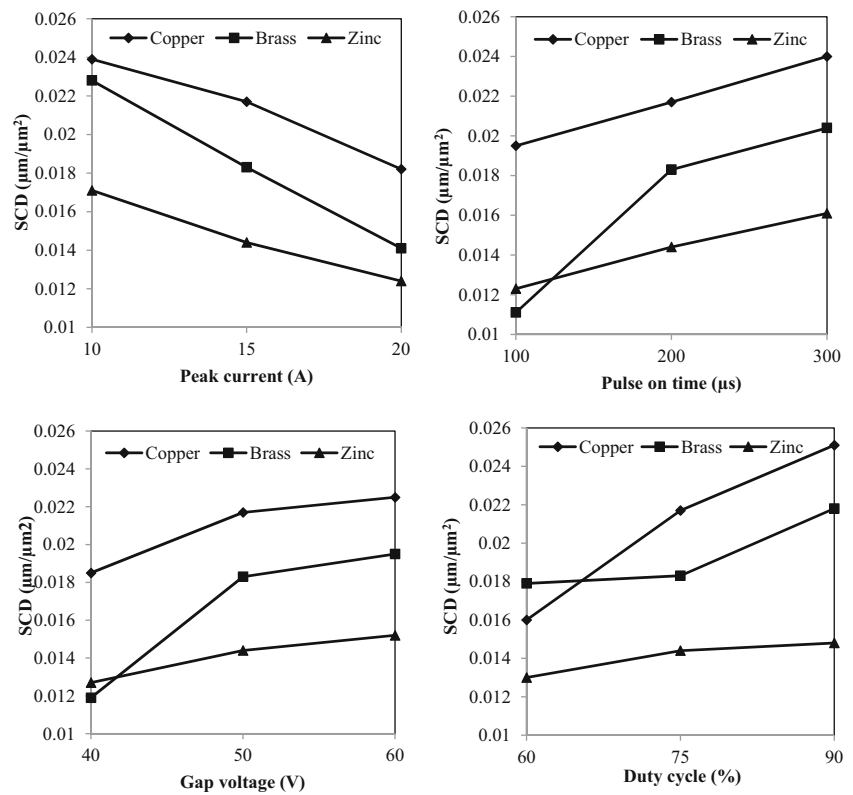 0.026
Copper Brass Zinc
0.024
0.022
0.02
0.018
0.016
0.014
0.012
0.01
SCD (µm/µm²)
10 15 20
Peak current (A)
0.026
Copper Brass Zinc
0.024
0.022
0.02
0.018
0.016
0.014
0.012
0.01
SCD (µm/µm²)
100 200 300
Pulse on time (µs)
0.026
Copper Brass Zinc
0.024
0.022
0.02
0.018
0.016
0.014
0.012
0.01
SCD (µm/µm2)
40 50 60
Gap voltage (V)
0.026
Copper Brass Zinc
0.026
0.024
0.022
0.02
0.018
0.016
0.014
0.012
0.01
SCD (µm/µm²)
60 75 90
Duty cycle (%)